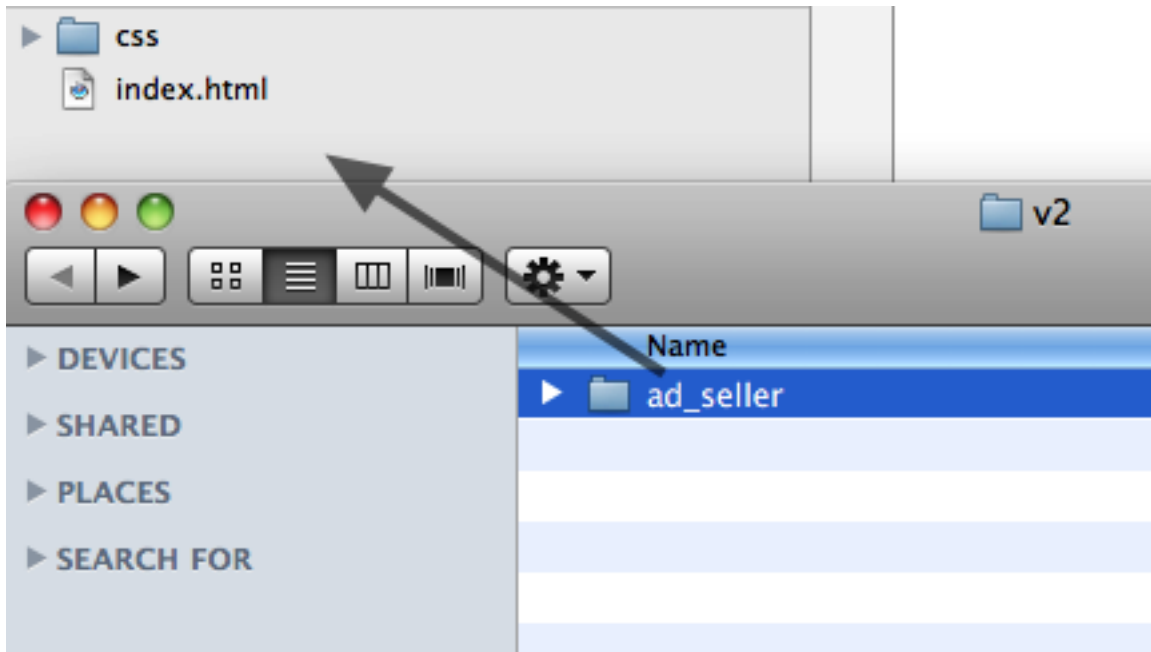 css
index.html
v2
Name
ad_seller
DEVICES
SHARED
PLACES
SEARCH FOR